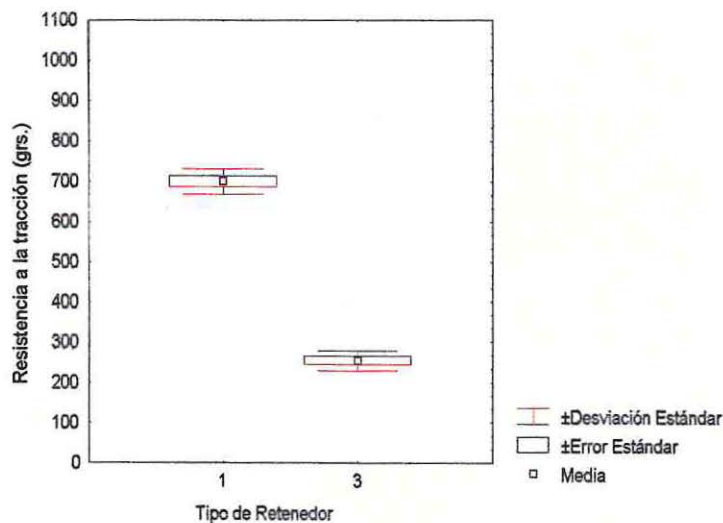 1100
1000
900
800
700
600
500
400
300
200
100
0
Resistencia a la tracción (grs.)
1
3
Tipo de Retenedor
±Desviación Estándar
±Error Estándar
Media